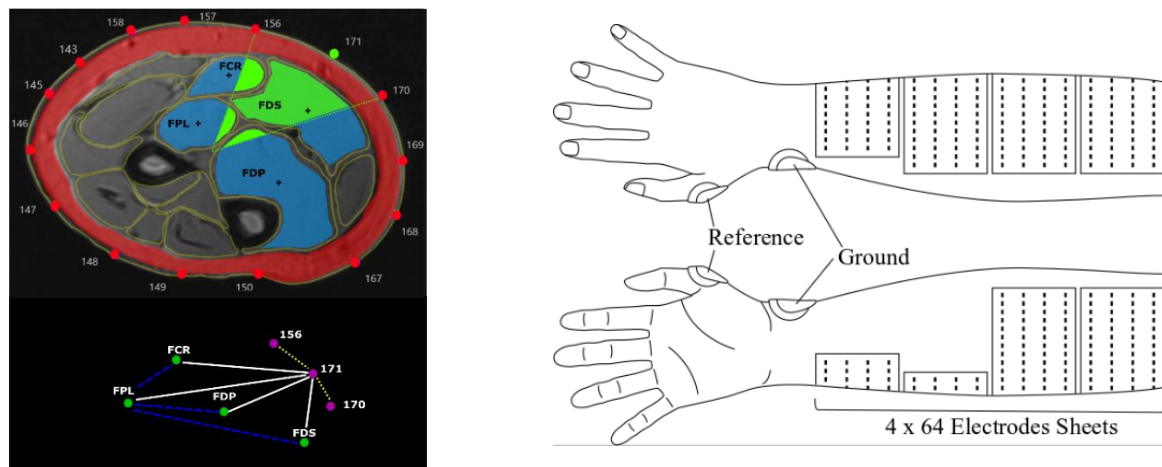 157
158
156
143
171
FCR
145
170
FDS
FPL
146
169
FDP
147
168
148
167
149
150
156
FCR
171
FPL
FDP
170
FDS
Reference
Ground
4 x 64 Electrodes Sheets